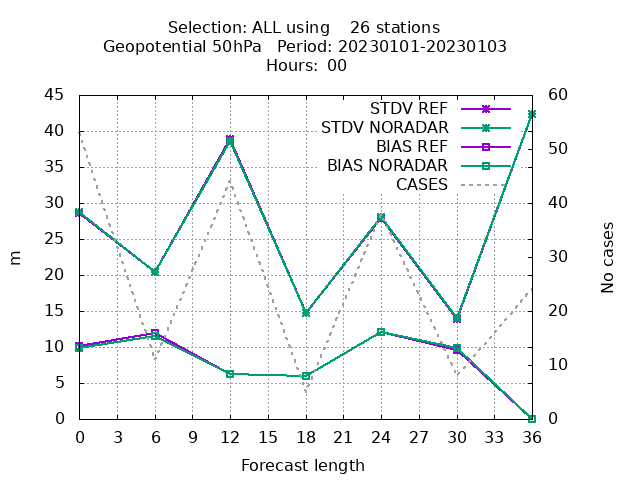 Selection: ALL using    26 stations
Geopotential 50hPa   Period: 20230101-20230103
Hours: 00
45
40
35
30
25
20
15
10
5
0
m
STDV REF
STDV NORADAR
BIAS REF
BIAS NORADAR
CASES
60
50
40
30
20
10
0
No cases
0 3 6 9 12 15 18 21 24 27 30 33 36
Forecast length